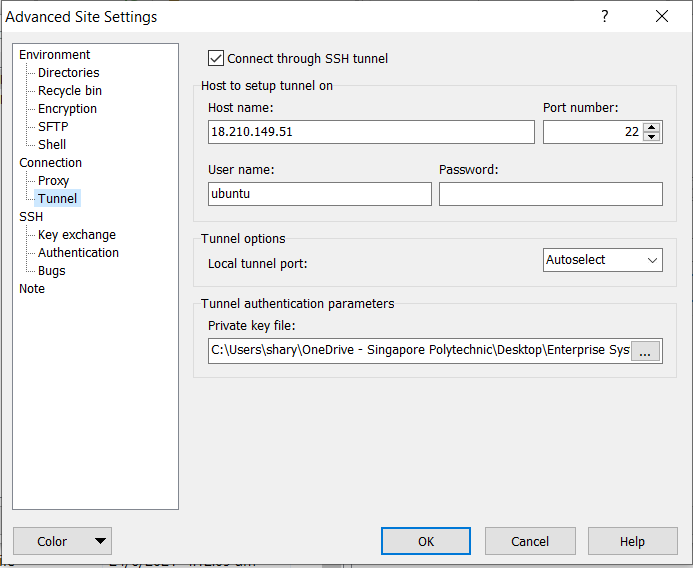 Advanced Site Settings
?
Environment
Directories
Recycle bin
Encryption
SFTP
Shell
Connection
Proxy
Tunnel
SSH
Key exchange
Authentication
Bugs
Note
Connect through SSH tunnel
Host to setup tunnel on
Host name: Port number:
18.210.149.51 22
User name: Password:
ubuntu
Tunnel options
Local tunnel port: Autoselect
Tunnel authentication parameters
Private key file:
C:\Users\shary\OneDrive - Singapore Polytechnic\Desktop\Enterprise Sys ...
Color OK Cancel Help